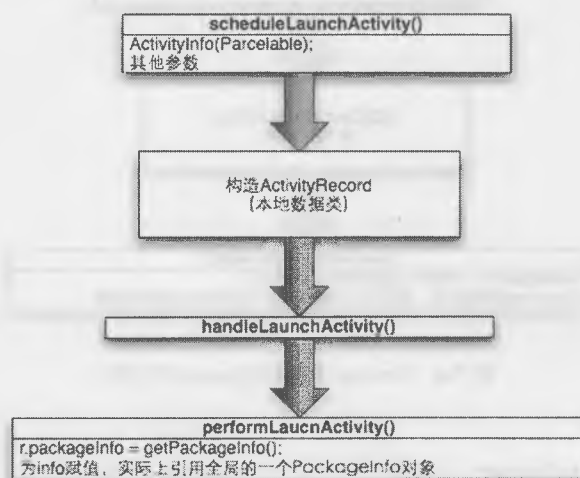 scheduleLaunchActivity()
ActivityInfo(Parcelable);
其他参数
构造ActivityRecord
(本地数据类)
handleLaunchActivity()
performLaucnActivity()
r.packageInfo = getPackageInfo();
为info赋值，实际上引用全局的一个PackageInfo对象